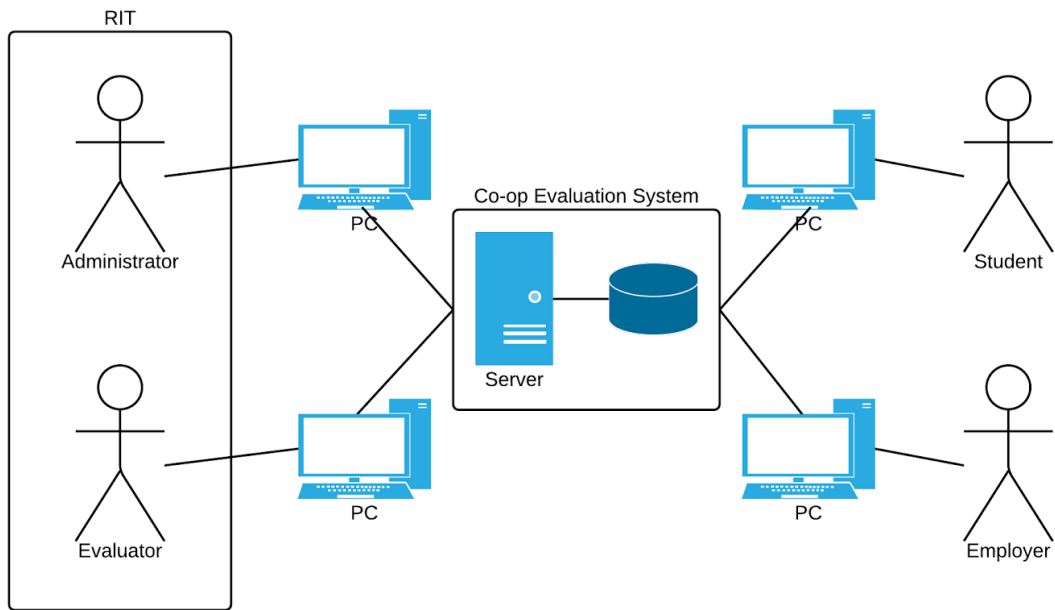 RIT
PC
PC
Co-op Evaluation System
Administrator
Student
Server
PC
PC
Evaluator
Employer